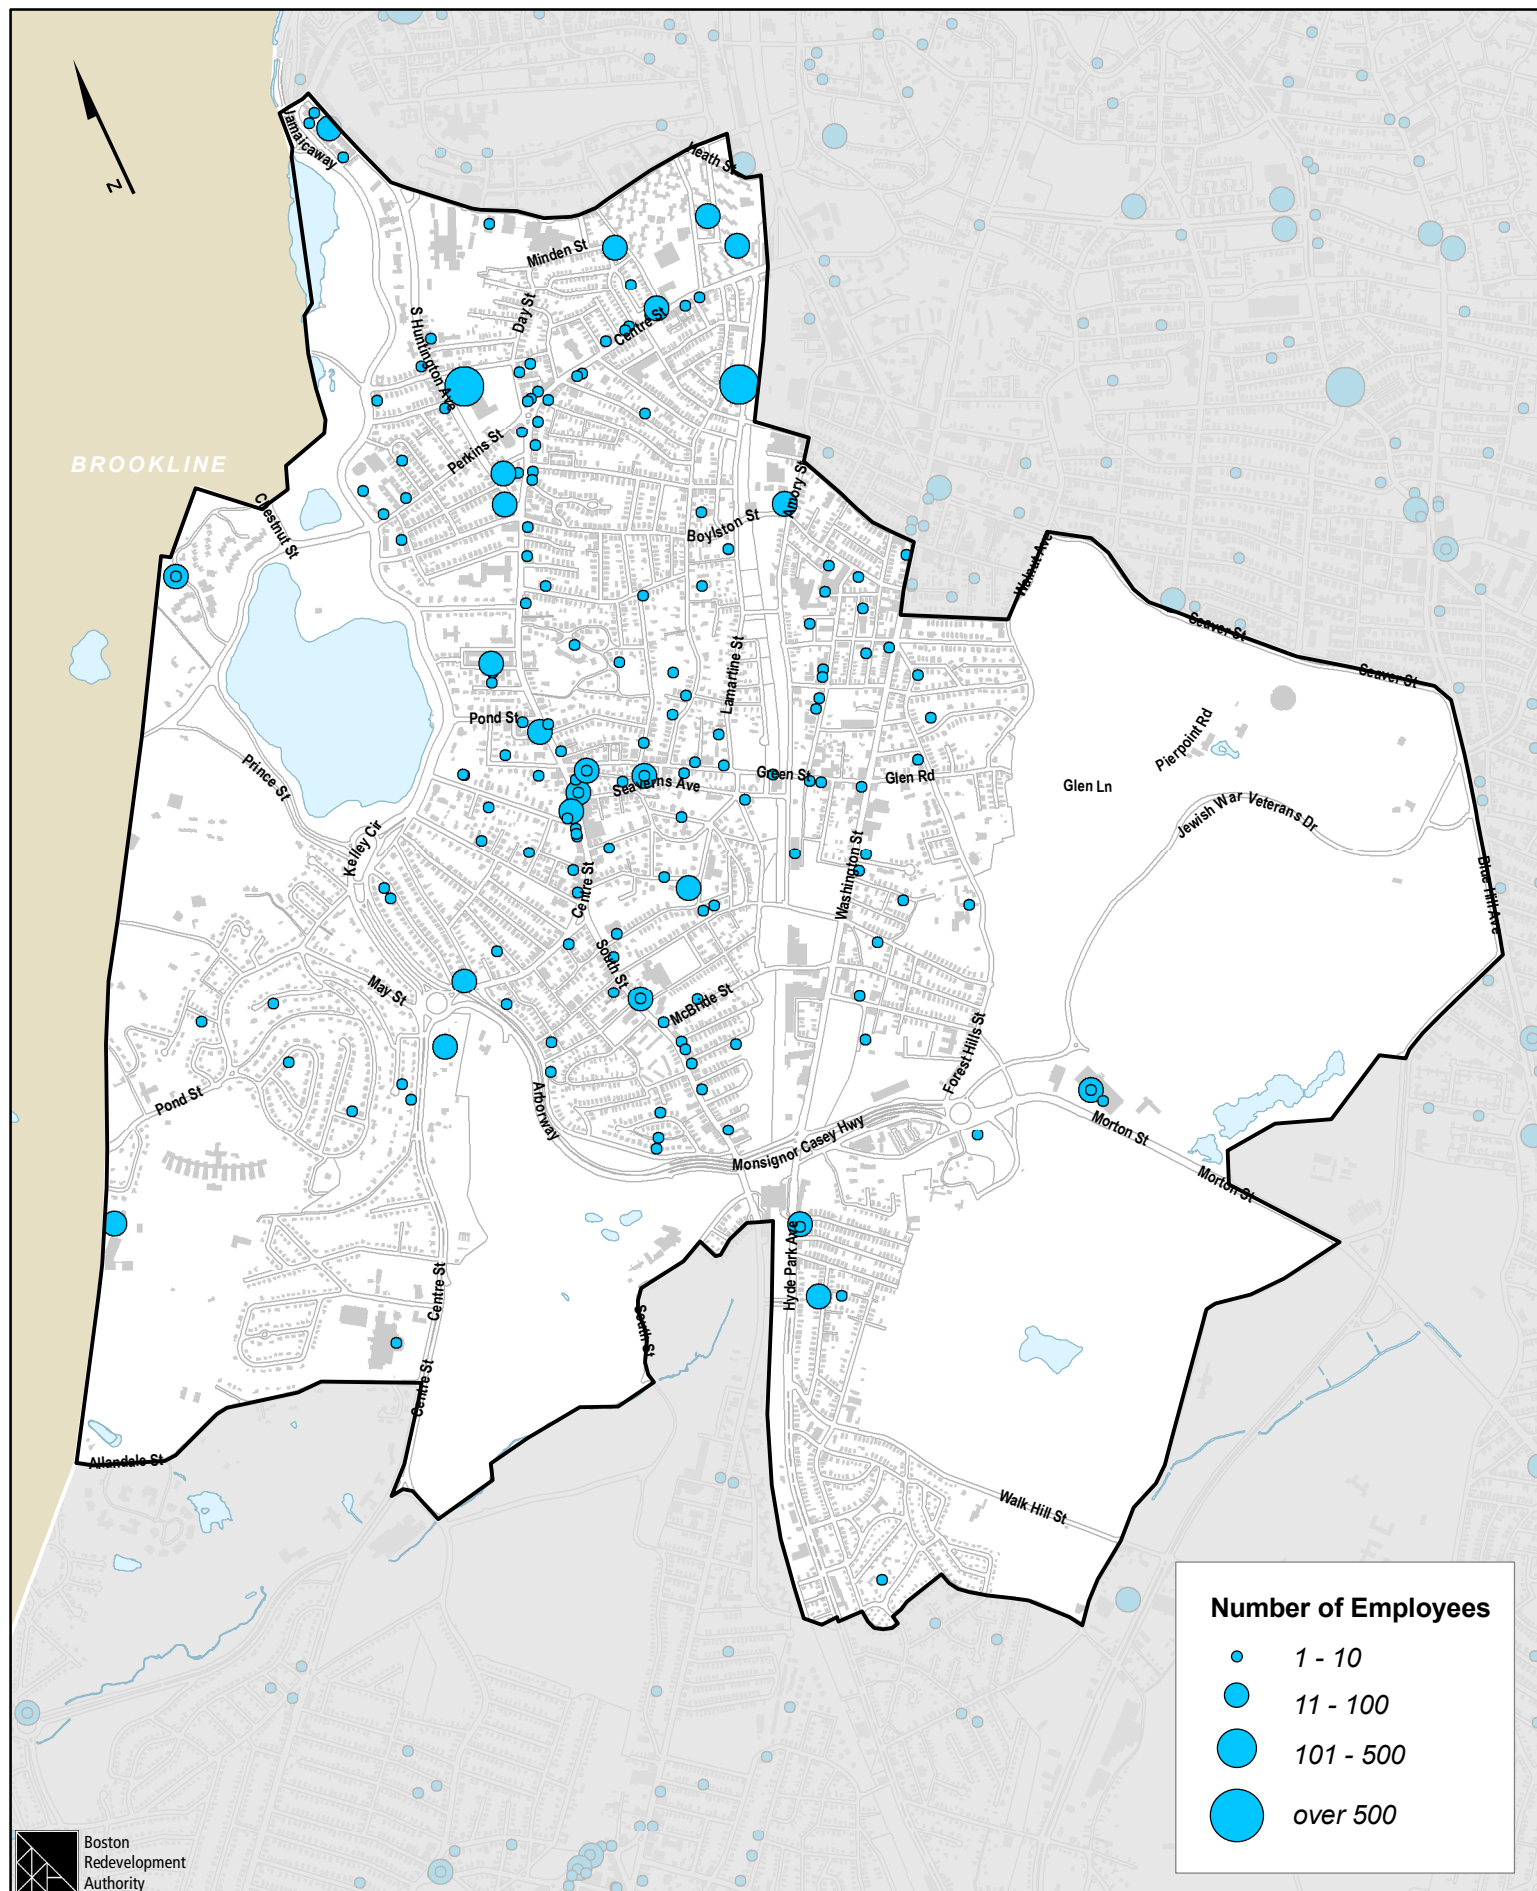 N
Jamaicaway
Heath St
Minden St
Day St
S Huntington Ave
Centre St
BROOKLINE
Perkins St
Chestnut St
Amory St
Boylston St
Walnut Ave
Seaver St
Seaver St
Lamartine St
Pond St
Pierpoint Rd
Prince St
Green St
Glen Rd
Glen Ln
Seaverns Ave
Jewish War Veterans Dr
Kelley Cir
Washington St
Centre St
Blue Hill Ave
South St
May St
McBride St
Forest Hills St
Pond St
Arborway
Morton St
Monsignor Casey Hwy
Morton St
Hyde Park Ave
Centre St
South St
Centre St
Allandale St
Walk Hill St
Number of Employees
1 - 10
11 - 100
101 - 500
over 500
Boston
Redevelopment
Authority